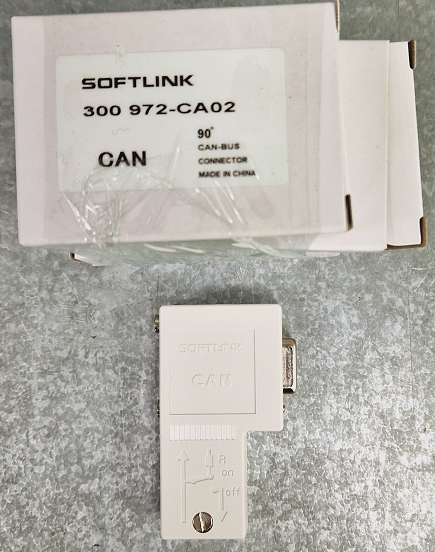 SOFTLINK
300 972-CA02
90°
CAN-BUS
CAN
CONNECTOR
MADE IN CHINA
SOFTLINK
CAN
R
on
off